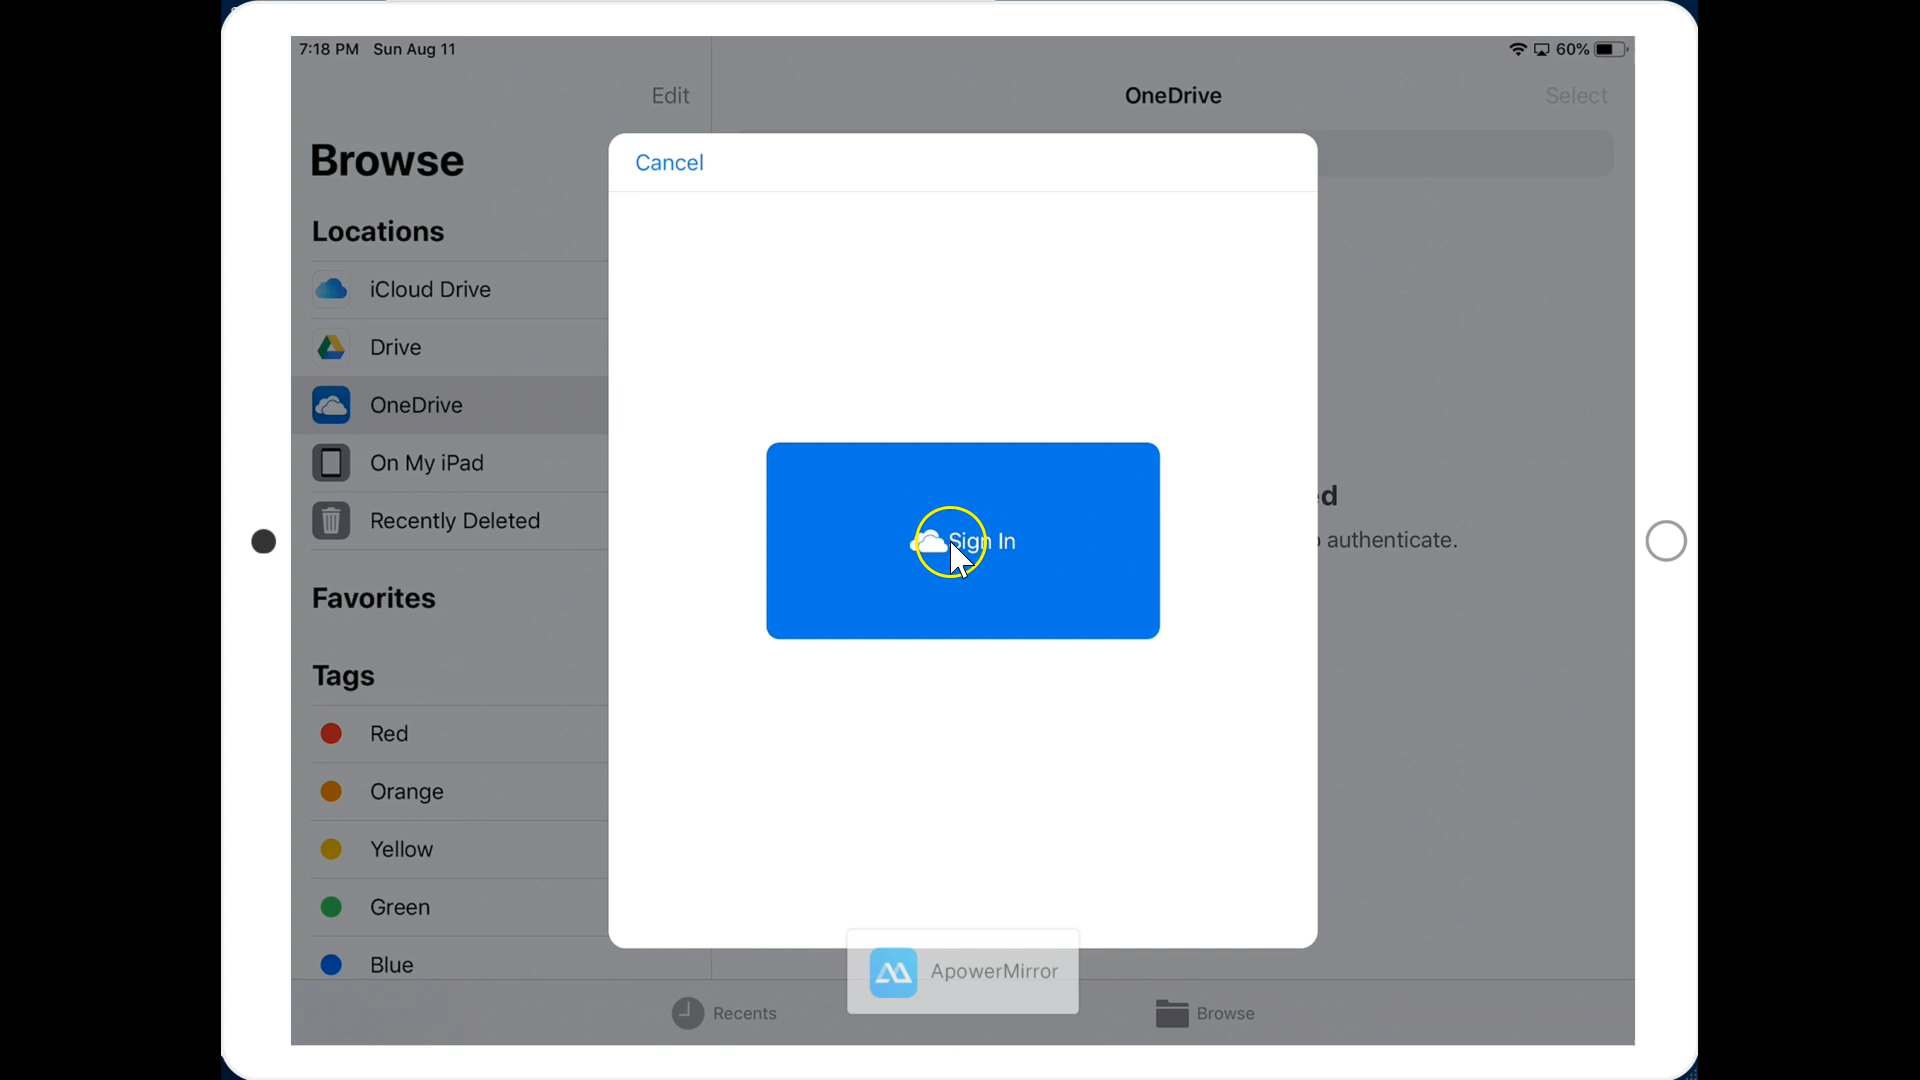 7:18 PM Sun Aug 11
60%
Edit
OneDrive
Select
Browse
Cancel
Locations
iCloud Drive
Drive
OneDrive
On My iPad
Recently Deleted
Sign In
authenticate.
Favorites
Tags
Red
Orange
Yellow
Green
Blue
ApowerMirror
Recents
Browse